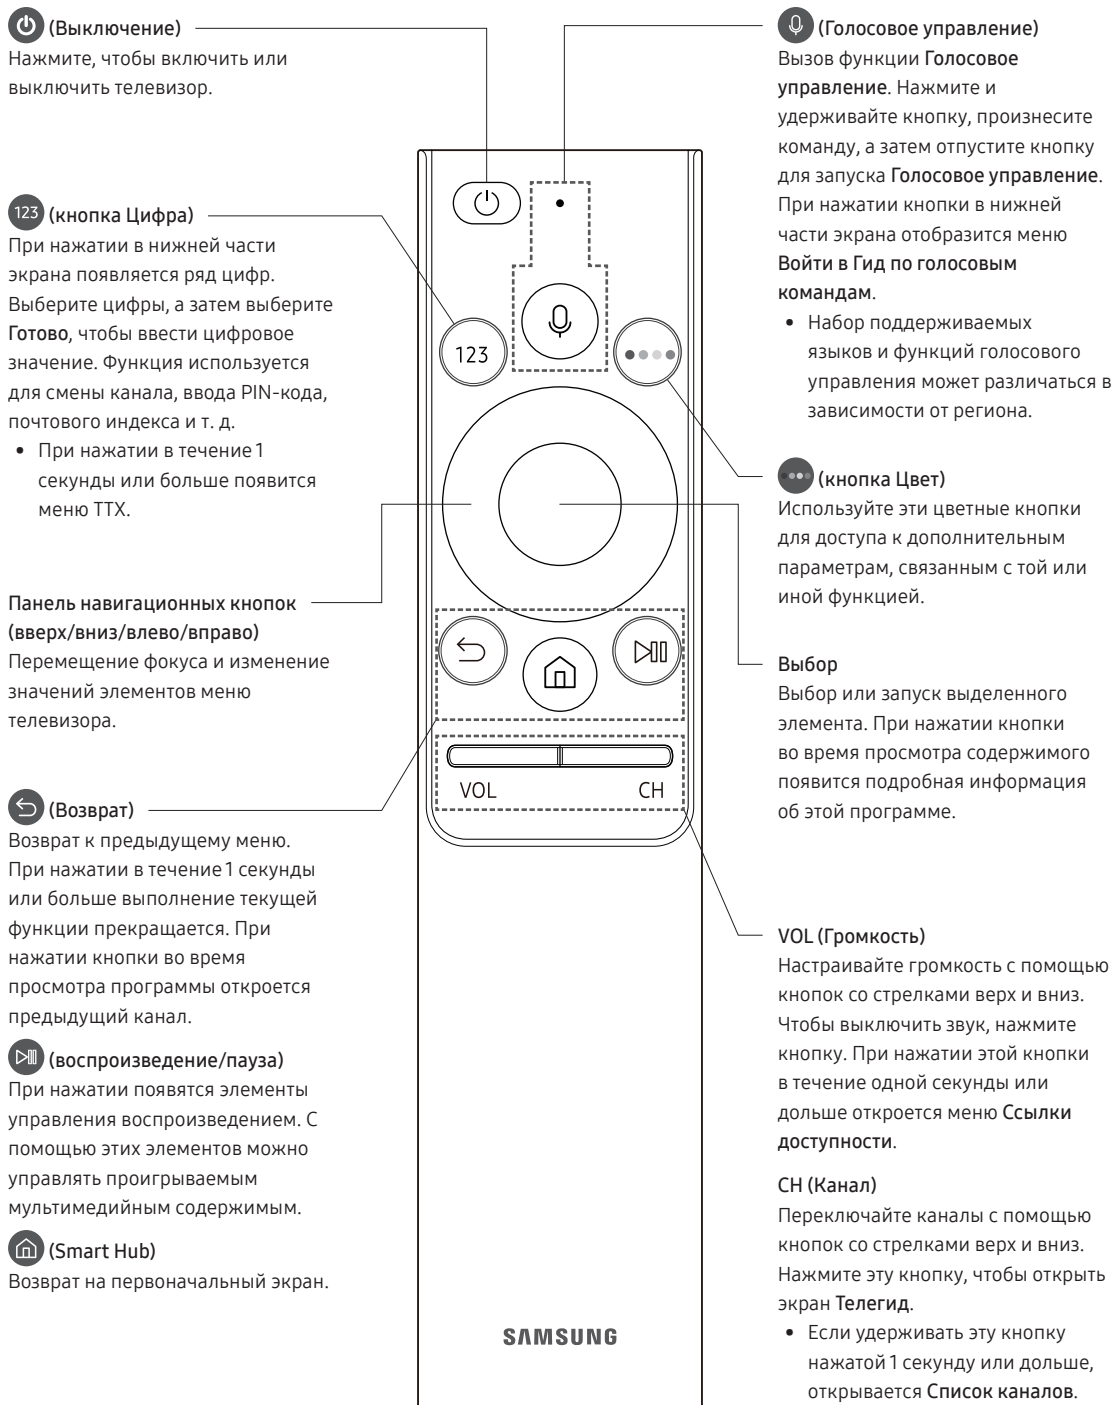 (Выключение)
Нажмите, чтобы включить или
выключить телевизор.
123 (кнопка Цифра)
При нажатии в нижней части
экрана появляется ряд цифр.
Выберите цифры, а затем выберите
Готово, чтобы ввести цифровое
значение. Функция используется
для смены канала, ввода PIN-кода,
почтового индекса и т. д.
• При нажатии в течение 1
секунды или больше появится
меню TTX.
Панель навигационных кнопок
(вверх/вниз/влево/вправо)
Перемещение фокуса и изменение
значений элементов меню
телевизора.
(Возврат)
Возврат к предыдущему меню.
При нажатии в течение 1 секунды
или больше выполнение текущей
функции прекращается. При
нажатии кнопки во время
просмотра программы откроется
предыдущий канал.
(воспроизведение/пауза)
При нажатии появятся элементы
управления воспроизведением. С
помощью этих элементов можно
управлять проигрываемым
мультимедийным содержимым.
(Smart Hub)
Возврат на первоначальный экран.
123
VOL
CH
SAMSUNG
(Голосовое управление)
Вызов функции Голосовое
управление. Нажмите и
удерживайте кнопку, произнесите
команду, а затем отпустите кнопку
для запуска Голосовое управление.
При нажатии кнопки в нижней
части экрана отобразится меню
Войти в Гид по голосовым
командам.
• Набор поддерживаемых
языков и функций голосового
управления может различаться в
зависимости от региона.
(кнопка Цвет)
Используйте эти цветные кнопки
для доступа к дополнительным
параметрам, связанным с той или
иной функцией.
Выбор
Выбор или запуск выделенного
элемента. При нажатии кнопки
во время просмотра содержимого
появится подробная информация
об этой программе.
VOL (Громкость)
Настраивайте громкость с помощью
кнопок со стрелками верх и вниз.
Чтобы выключить звук, нажмите
кнопку. При нажатии этой кнопки
в течение одной секунды или
дольше откроется меню Ссылки
доступности.
CH (Канал)
Переключайте каналы с помощью
кнопок со стрелками верх и вниз.
Нажмите эту кнопку, чтобы открыть
экран Телегид.
• Если удерживать эту кнопку
нажатой 1 секунду или дольше,
открывается Список каналов.